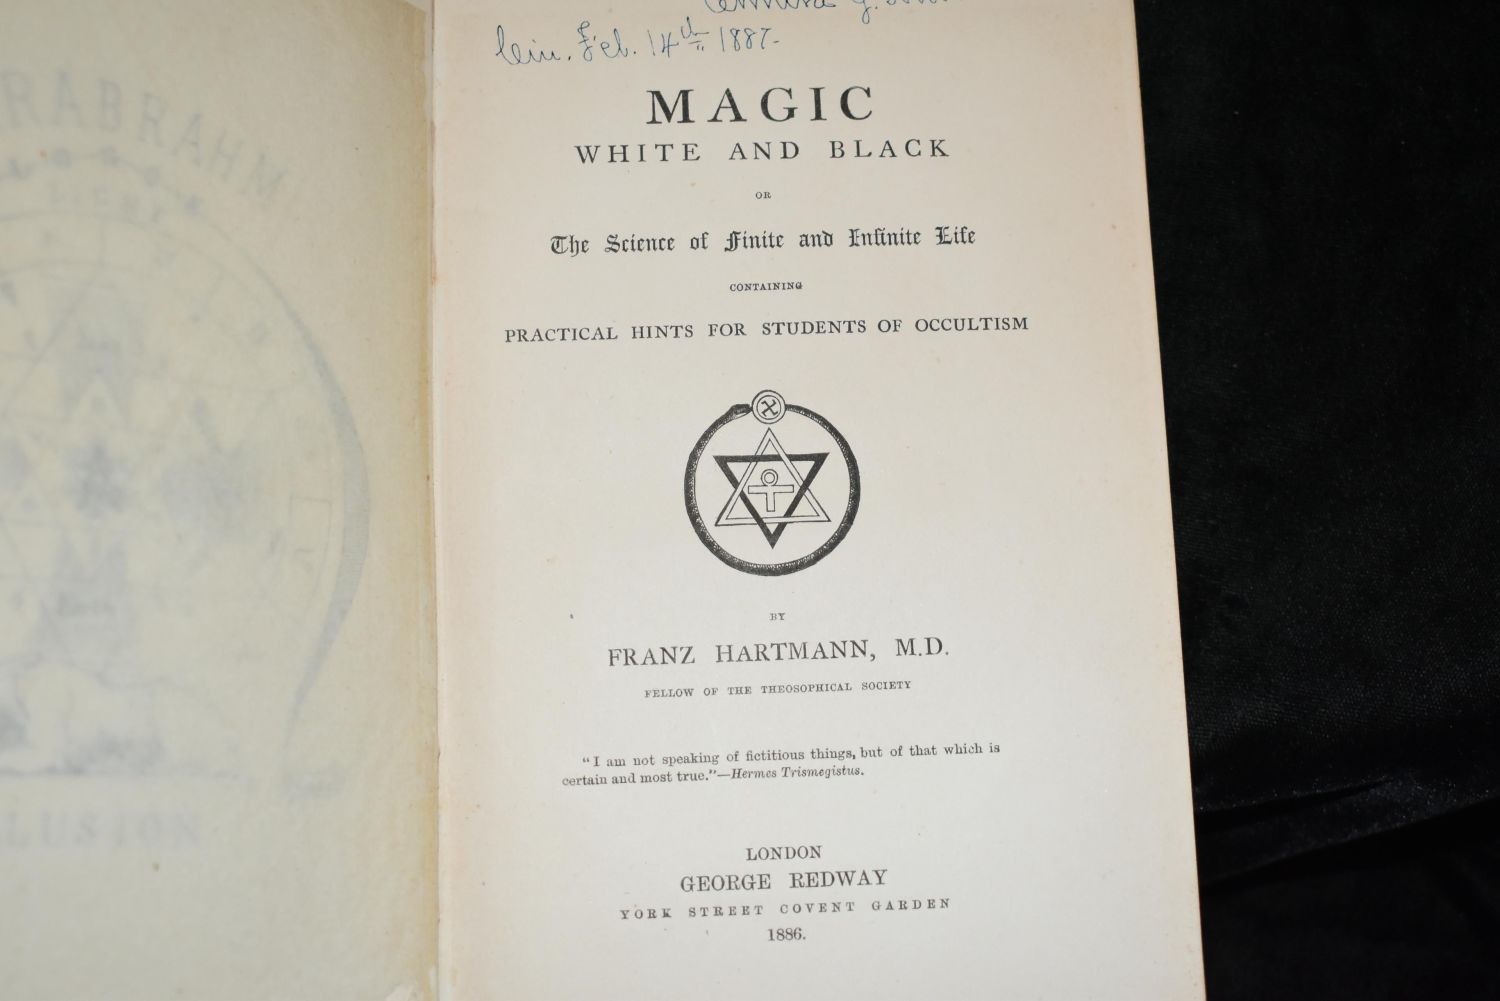 Feb. 14th 1887-
MAGIC
WHITE AND BLACK
OR
The Science of Finite and Infinite Life
CONTAINING
PRACTICAL HINTS FOR STUDENTS OF OCCULTISM
BY
FRANZ HARTMANN, M.D.
FELLOW OF THE THEOSOPHICAL SOCIETY
"I am not speaking of fictitious things, but of that which is
certain and most true."—Hermes Trismegistus.
LONDON
GEORGE REDWAY
YORK STREET COVENT GARDEN
1886.